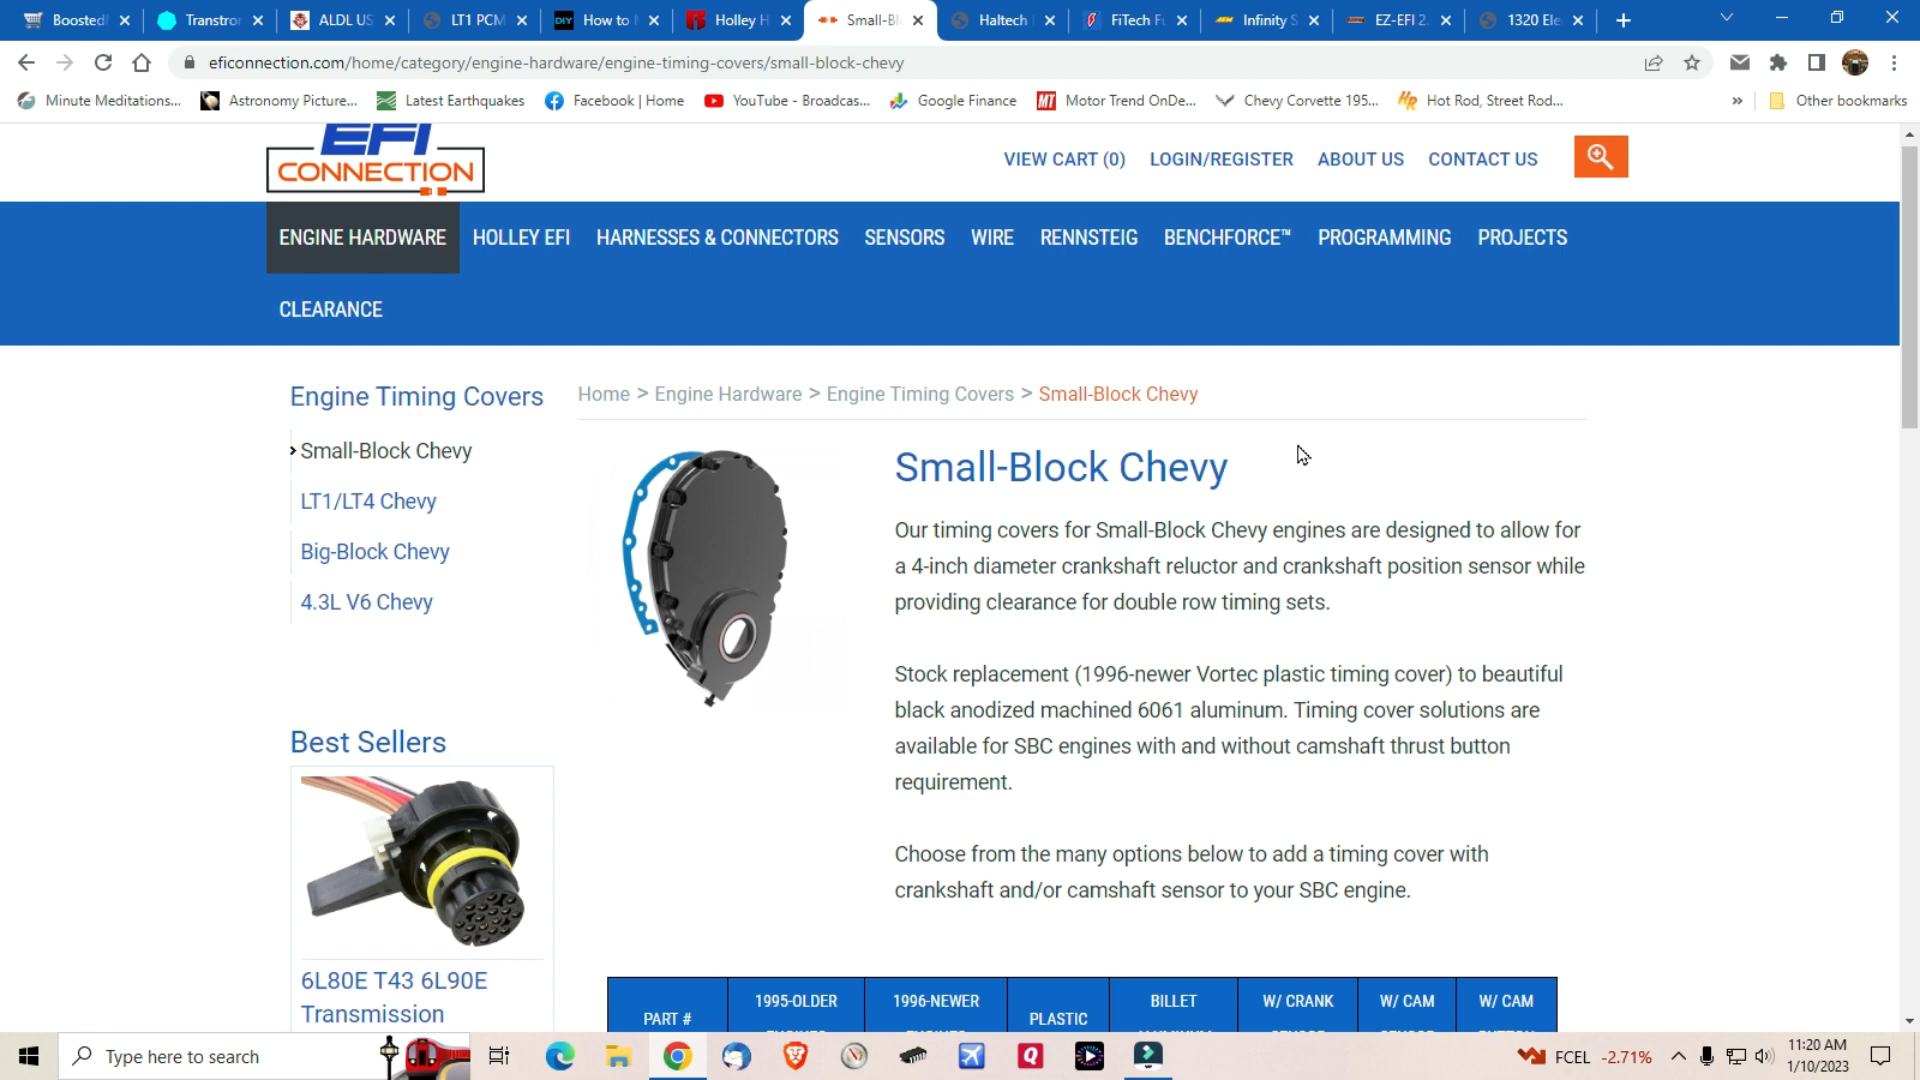 Boosted
Transtro
ALDL US
LT1 PCM
DIY How to
Holley H
Small-Bl
Haltech
FiTech Fu
Infinity S
EZ-EFI 2.
1320 Ele
eficonnection.com/home/category/engine-hardware/engine-timing-covers/small-block-chevy
Minute Meditations...
Astronomy Picture...
Latest Earthquakes
Facebook | Home
YouTube - Broadcas...
Google Finance
MT Motor Trend OnDe...
Chevy Corvette 195...
HR Hot Rod, Street Rod...
»
Other bookmarks
EFI
CONNECTION
VIEW CART (0) LOGIN/REGISTER ABOUT US CONTACT US
ENGINE HARDWARE HOLLEY EFI HARNESSES & CONNECTORS SENSORS WIRE RENNSTEIG BENCHFORCE™ PROGRAMMING PROJECTS
CLEARANCE
Engine Timing Covers
Small-Block Chevy
LT1/LT4 Chevy
Big-Block Chevy
4.3L V6 Chevy
Best Sellers
6L80E T43 6L90E
Transmission
Home > Engine Hardware > Engine Timing Covers > Small-Block Chevy
Small-Block Chevy
Our timing covers for Small-Block Chevy engines are designed to allow for
a 4-inch diameter crankshaft reluctor and crankshaft position sensor while
providing clearance for double row timing sets.
Stock replacement (1996-newer Vortec plastic timing cover) to beautiful
black anodized machined 6061 aluminum. Timing cover solutions are
available for SBC engines with and without camshaft thrust button
requirement.
Choose from the many options below to add a timing cover with
crankshaft and/or camshaft sensor to your SBC engine.
PART #
1995-OLDER
1996-NEWER
PLASTIC
BILLET
W/ CRANK
W/ CAM
W/ CAM
Type here to search
FCEL -2.71%
11:20 AM
1/10/2023